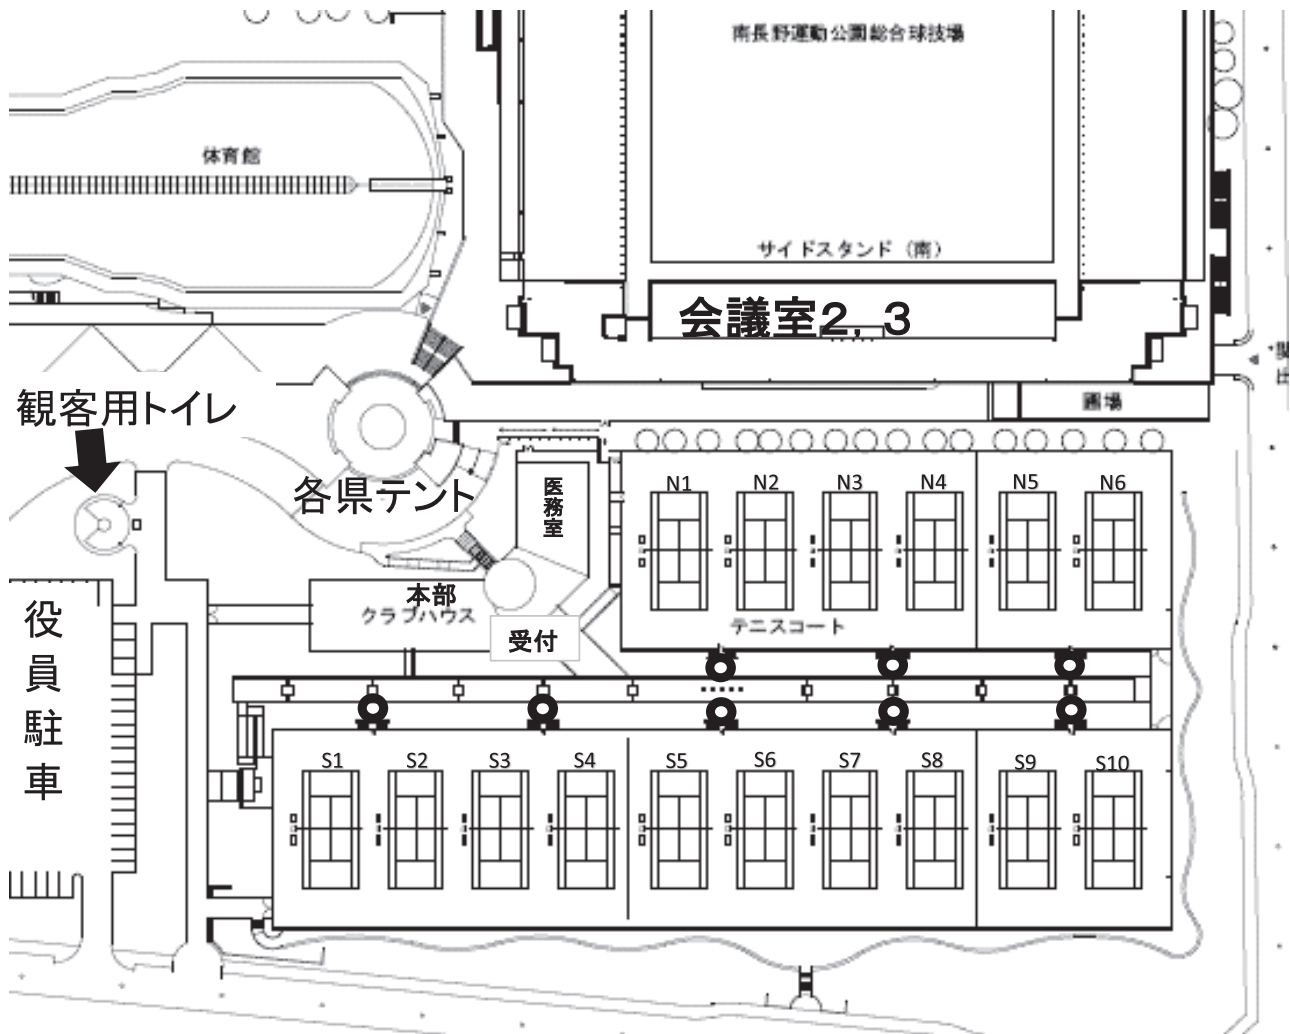 南長野運動公園総合球技場
体育館
サイドスタンド（南）
会議室2，3
圃場
観客用トイレ
各県テント
医務室
N1 N2 N3 N4 N5 N6
本部
クラブハウス
受付
テニスコート
役員駐車
S1 S2 S3 S4 S5 S6 S7 S8 S9 S10